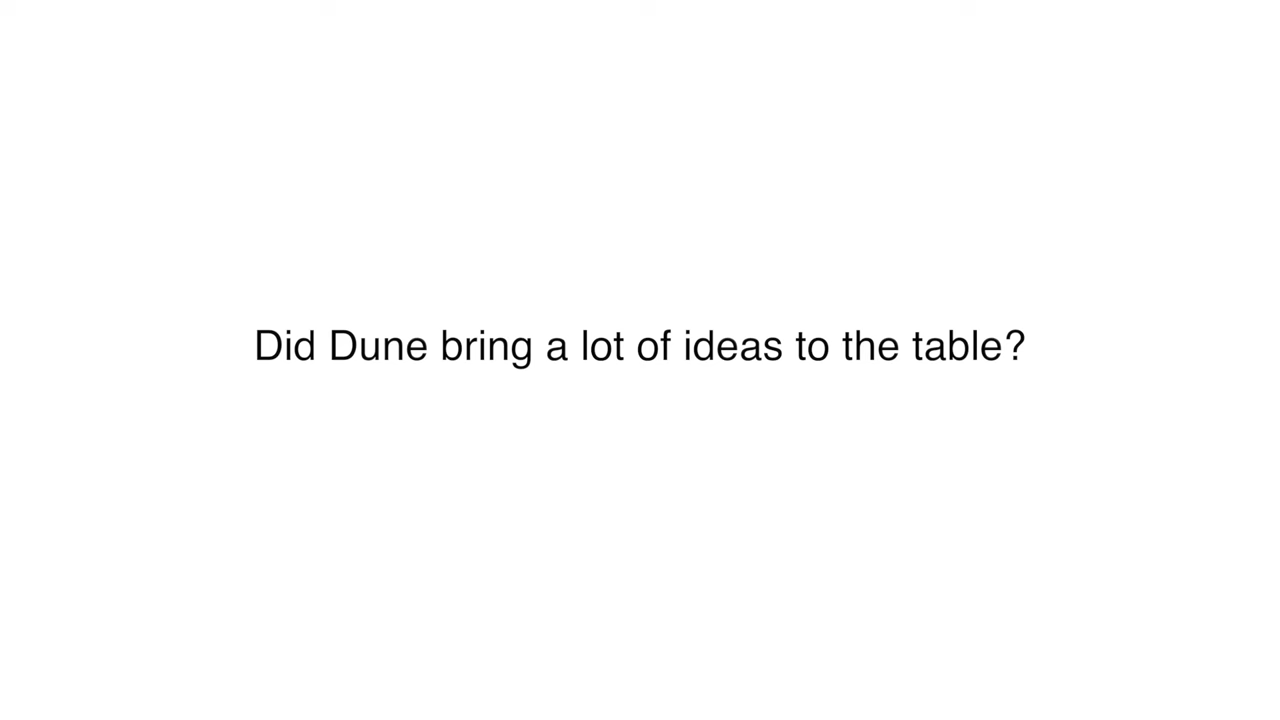 Did Dune bring a lot of ideas to the table?